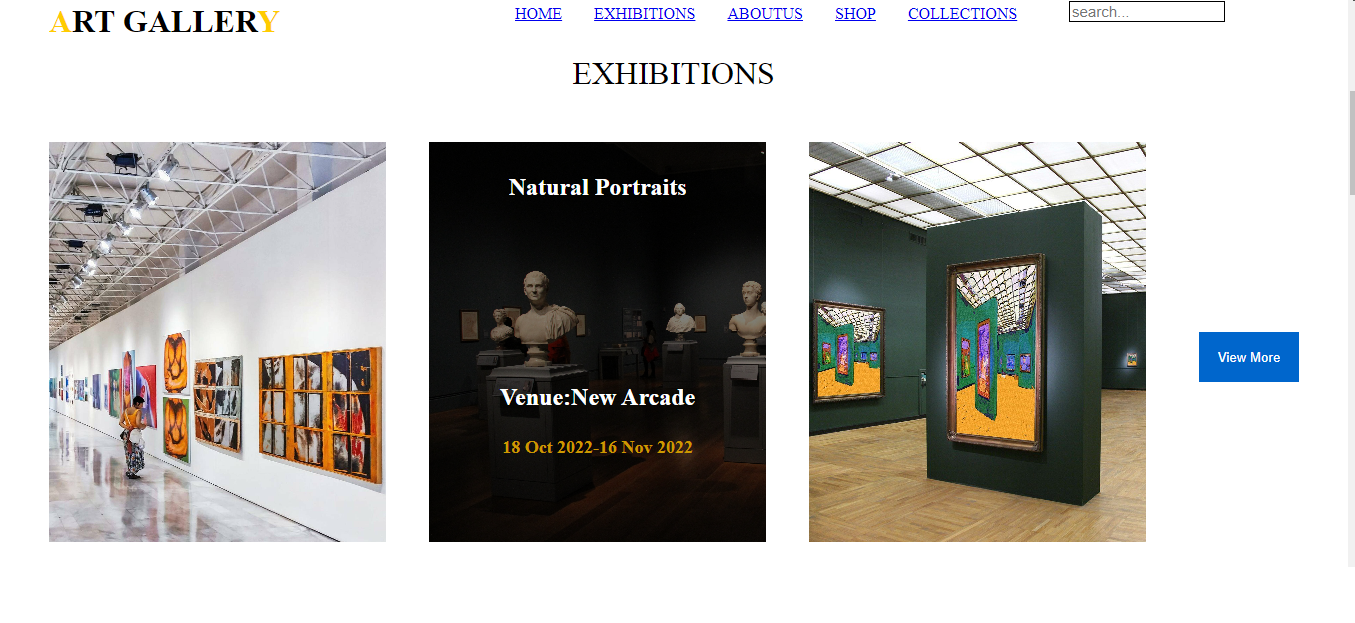 ART GALLERY
HOME EXHIBITIONS ABOUTUS SHOP COLLECTIONS search...
EXHIBITIONS
Natural Portraits
Venue:New Arcade
18 Oct 2022-16 Nov 2022
View More